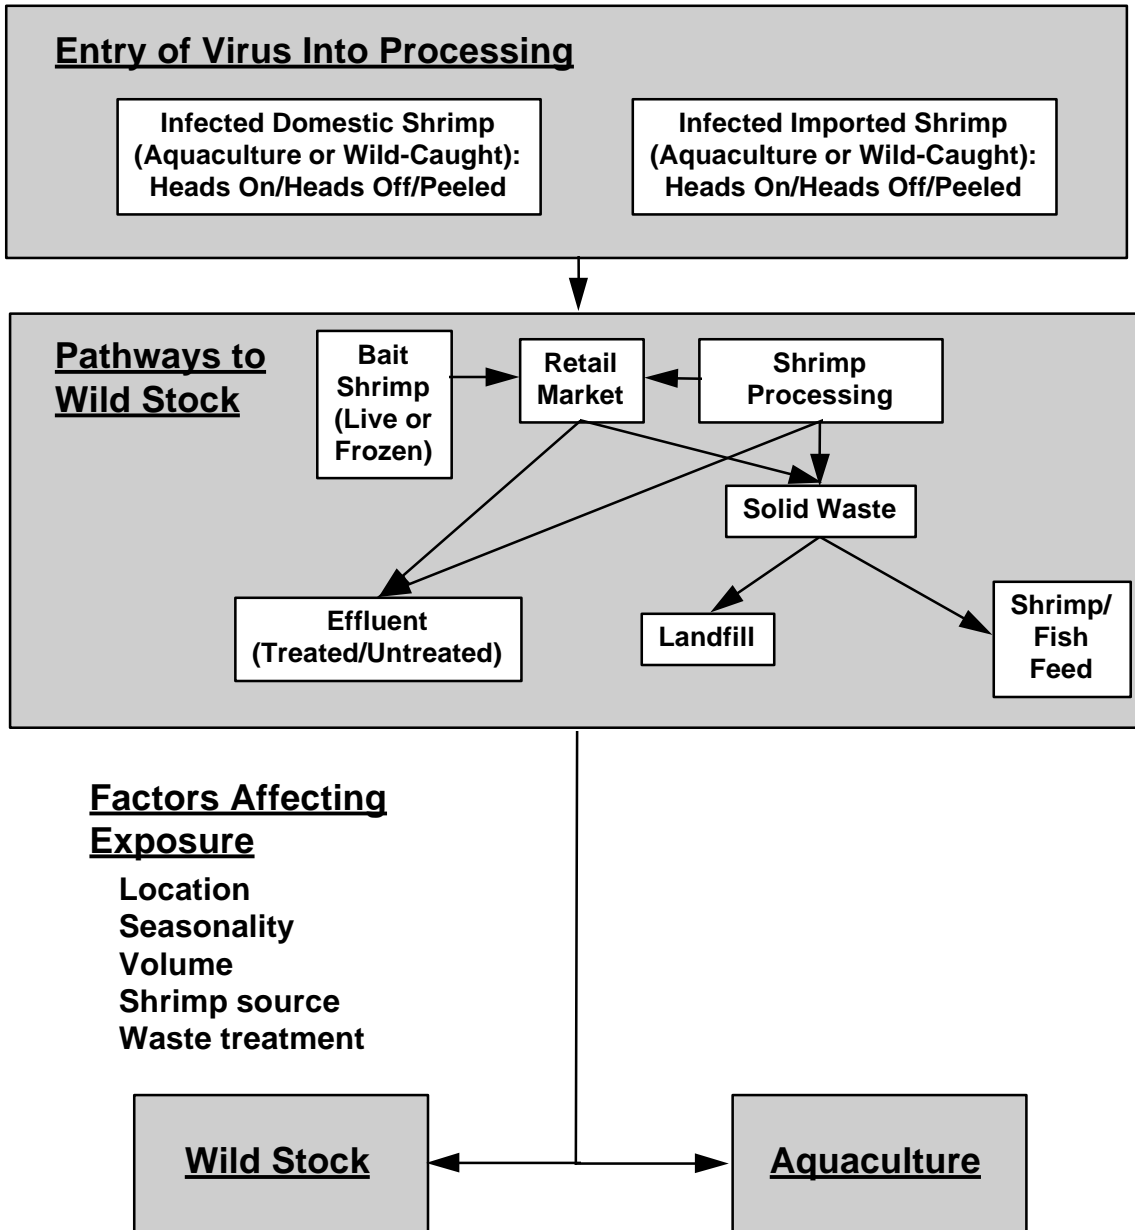 Entry of Virus Into Processing
Infected Domestic Shrimp
(Aquaculture or Wild-Caught):
Heads On/Heads Off/Peeled
Infected Imported Shrimp
(Aquaculture or Wild-Caught):
Heads On/Heads Off/Peeled
Pathways to
Wild Stock
Bait
Shrimp
(Live or
Frozen)
Retail
Market
Shrimp
Processing
Solid Waste
Effluent
(Treated/Untreated)
Landfill
Shrimp/
Fish
Feed
Factors Affecting
Exposure
Location
Seasonality
Volume
Shrimp source
Waste treatment
Wild Stock
Aquaculture